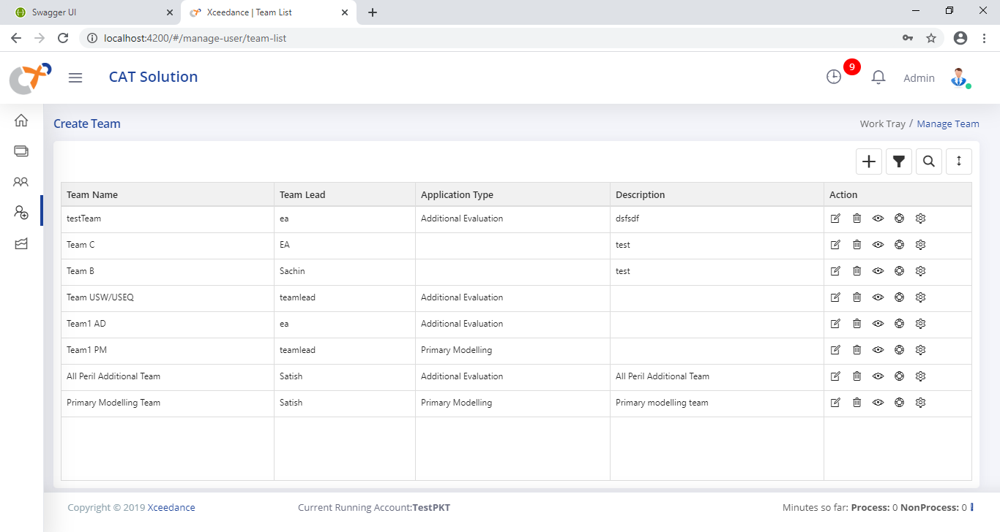 Swagger UI
Xceedance | Team List
localhost:4200/#/manage-user/team-list
CAT Solution
9
Admin
Create Team
Work Tray / Manage Team
Team Name Team Lead Application Type Description Action
testTeam ea Additional Evaluation dsfsdf
Team C EA test
Team B Sachin test
Team USW/USEQ teamlead Additional Evaluation
Team1 AD ea Additional Evaluation
Team1 PM teamlead Primary Modelling
All Peril Additional Team Satish Additional Evaluation All Peril Additional Team
Primary Modelling Team Satish Primary Modelling Primary modelling team
Copyright © 2019 Xceedance Current Running Account:TestPKT Minutes so far: Process: 0 NonProcess: 0